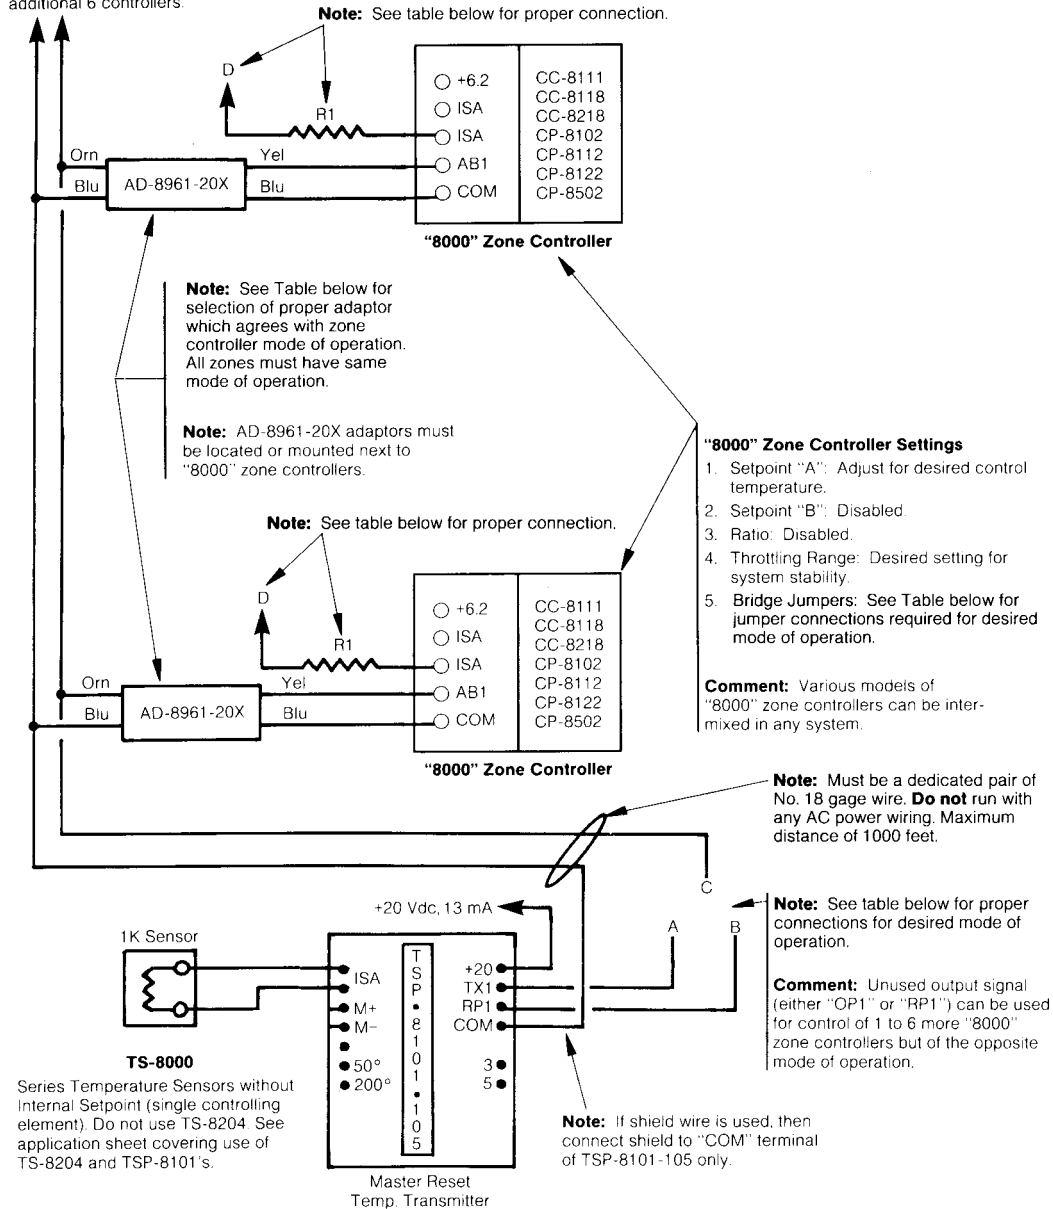 additional 6 controllers.
Note: See table below for proper connection.
D
R1
+6.2
ISA
ISA
AB1
COM
CC-8111
CC-8118
CC-8218
CP-8102
CP-8112
CP-8122
CP-8502
Orn
Blu
AD-8961-20X
Yel
Blu
"8000" Zone Controller
Note: See Table below for
selection of proper adaptor
which agrees with zone
controller mode of operation.
All zones must have same
mode of operation.
Note: AD-8961-20X adaptors must
be located or mounted next to
"8000" zone controllers.
"8000" Zone Controller Settings
1. Setpoint "A": Adjust for desired control
temperature.
2. Setpoint "B": Disabled.
3. Ratio: Disabled.
4. Throttling Range: Desired setting for
system stability.
5. Bridge Jumpers: See Table below for
jumper connections required for desired
mode of operation.
Comment: Various models of
"8000" zone controllers can be inter-
mixed in any system.
Note: See table below for proper connection.
D
R1
+6.2
ISA
ISA
AB1
COM
CC-8111
CC-8118
CC-8218
CP-8102
CP-8112
CP-8122
CP-8502
Orn
Blu
AD-8961-20X
Yel
Blu
"8000" Zone Controller
Note: Must be a dedicated pair of
No. 18 gage wire. Do not run with
any AC power wiring. Maximum
distance of 1000 feet.
C
A
B
Note: See table below for proper
connections for desired mode of
operation.
Comment: Unused output signal
(either "OP1" or "RP1") can be used
for control of 1 to 6 more "8000"
zone controllers but of the opposite
mode of operation.
+20 Vdc, 13 mA
1K Sensor
TS-8000
Series Temperature Sensors without
Internal Setpoint (single controlling
element). Do not use TS-8204. See
application sheet covering use of
TS-8204 and TSP-8101's.
ISA
M+
M-
50°
200°
TSP•8101•105
+20
TX1
RP1
COM
3
5
Master Reset
Temp. Transmitter
Note: If shield wire is used, then
connect shield to "COM" terminal
of TSP-8101-105 only.